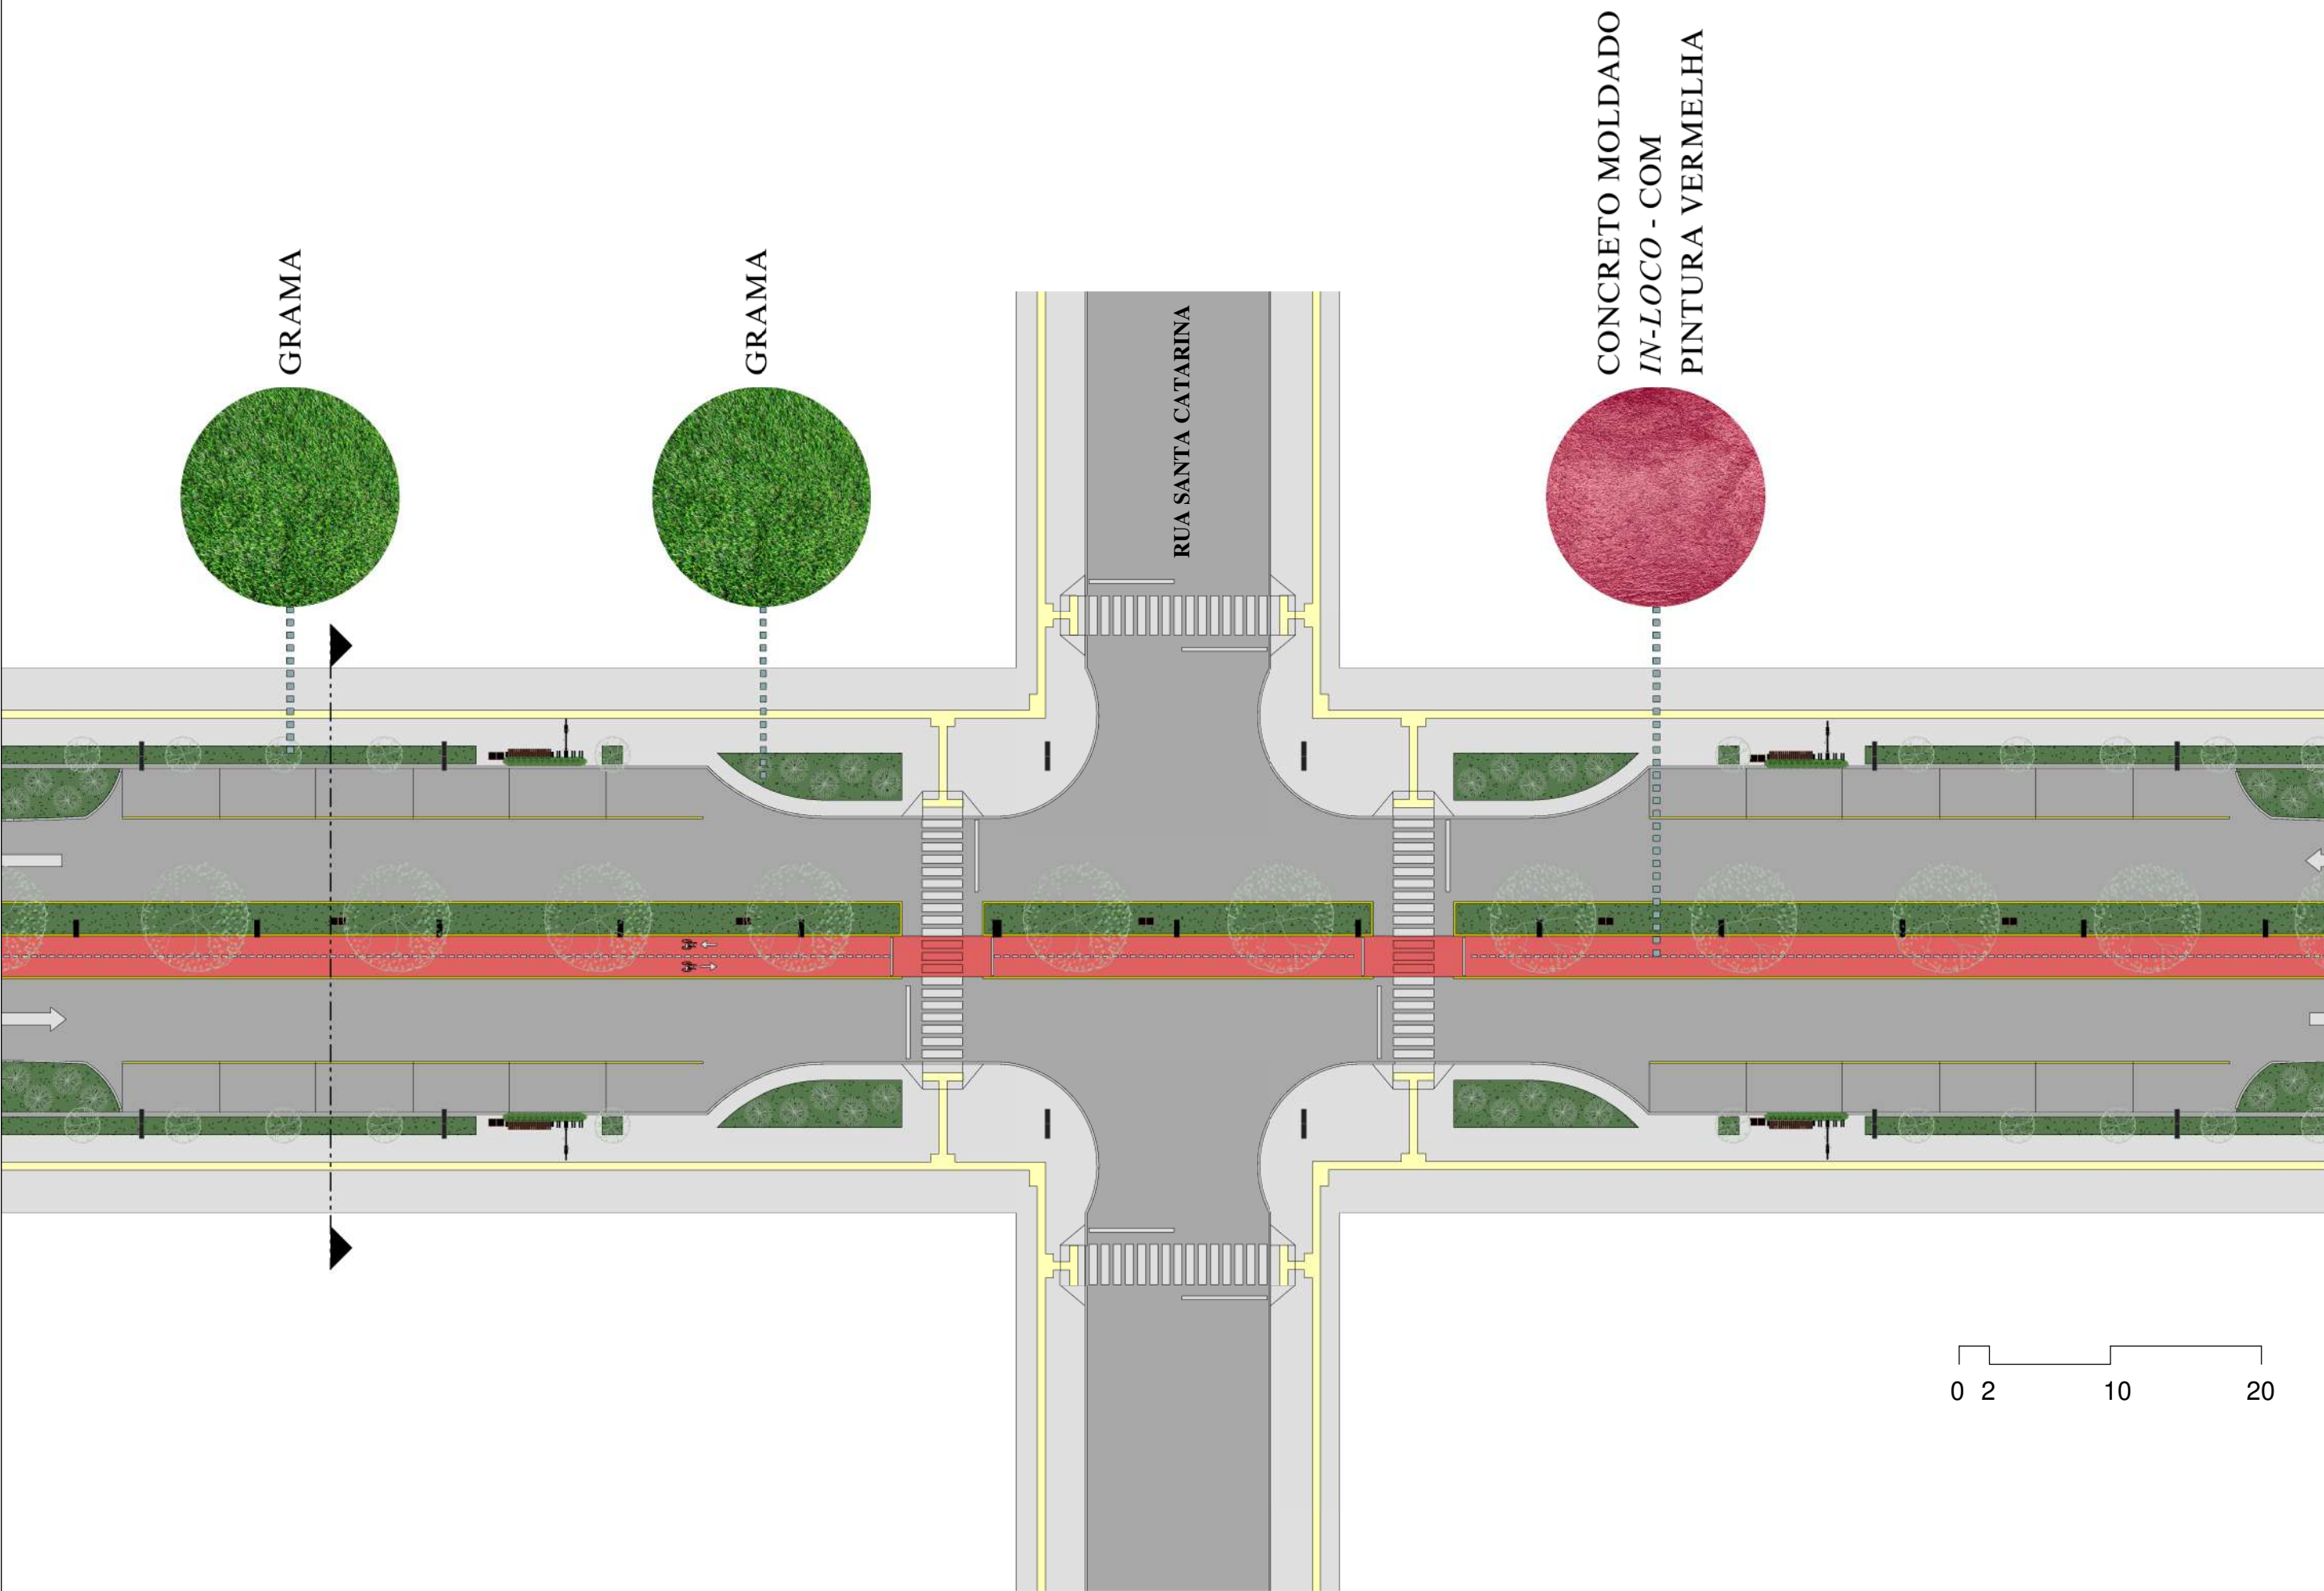 GRAMA
GRAMA
RUA SANTA CATARINA
CONCRETO MOLDADO
IN-LOCO - COM
PINTURA VERMELHA
0 2 10 20